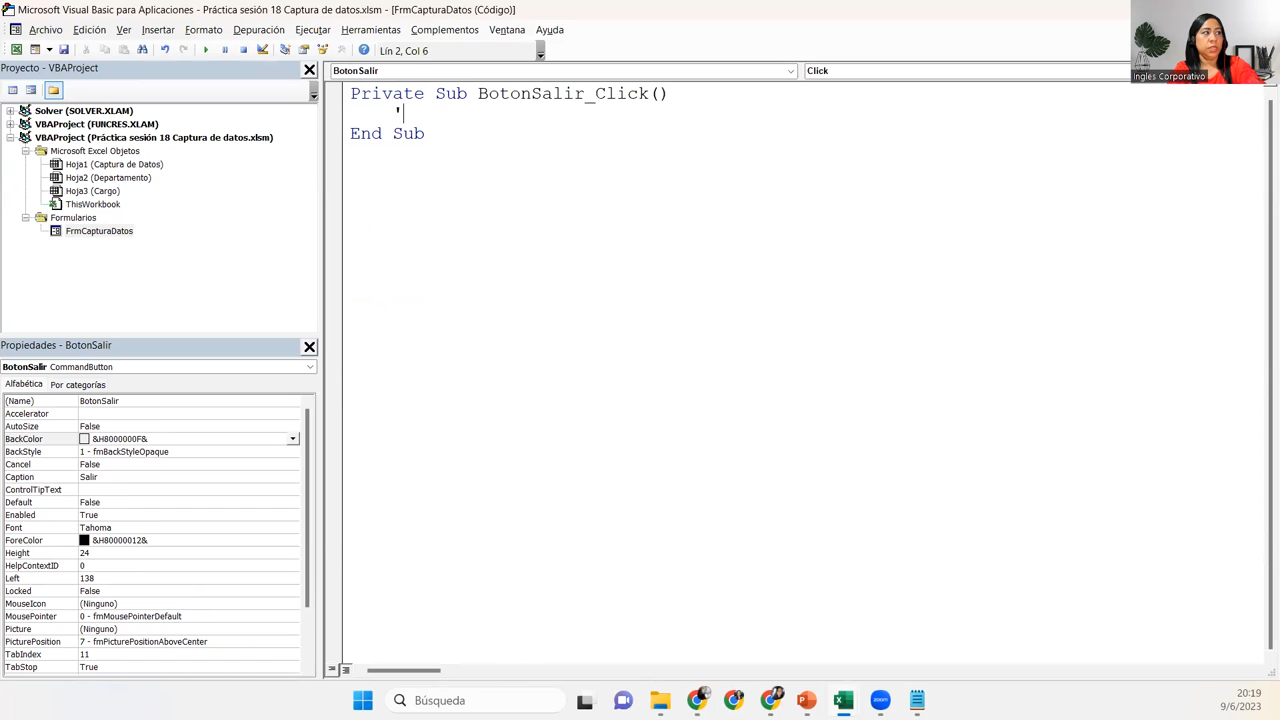 Microsoft Visual Basic para Aplicaciones - Práctica sesión 18 Captura de datos.xlsm - [FrmCapturaDatos (Código)]
Archivo Edición Ver Insertar Formato Depuración Ejecutar Herramientas Complementos Ventana Ayuda
Lín 2, Col 6
Ingles Corporativo
Proyecto - VBAProject
BotonSalir
Click
Solver (SOLVER.XLAM)
VBAProject (FUNCRES.XLAM)
VBAProject (Práctica sesión 18 Captura de datos.xlsm)
Microsoft Excel Objetos
Hoja1 (Captura de Datos)
Hoja2 (Departamento)
Hoja3 (Cargo)
ThisWorkbook
Formularios
FrmCapturaDatos
Private Sub BotonSalir_Click()
'
End Sub
Propiedades - BotonSalir
BotonSalir CommandButton
Alfabética Por categorías
(Name) BotonSalir
Accelerator
AutoSize False
BackColor &H8000000F&
BackStyle 1 - fmBackStyleOpaque
Cancel False
Caption Salir
ControlTipText
Default False
Enabled True
Font Tahoma
ForeColor &H80000012&
Height 24
HelpContextID 0
Left 138
Locked False
MouseIcon (Ninguno)
MousePointer 0 - fmMousePointerDefault
Picture (Ninguno)
PicturePosition 7 - fmPicturePositionAboveCenter
TabIndex 11
TabStop True
Búsqueda
zoom
20:19
9/6/2023